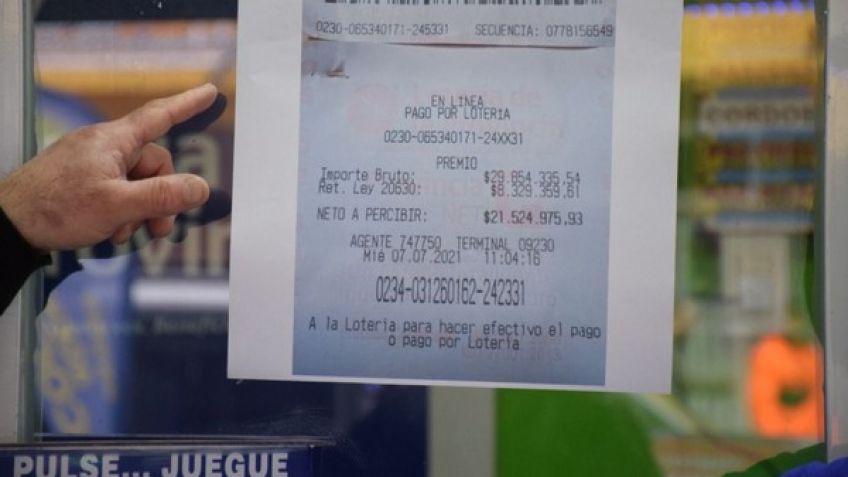 0230-065340171-245331 SECUENCIA: 0778156549
EN LINEA
PAGO POR LOTERIA
0230-065340171-24XX31
PREMIO
Importe Bruto: $29.854.335,54
Ret. Ley 20630: $8.329.359,61
NETO A PERCIBIR: $21.524.975,93
AGENTE 747750 TERMINAL 09230
Mié 07.07.2021 11:04:16
0234-031260162-242331
A la Loteria para hacer efectivo el pago
o pago por Loteria
PULSE... JUEGUE